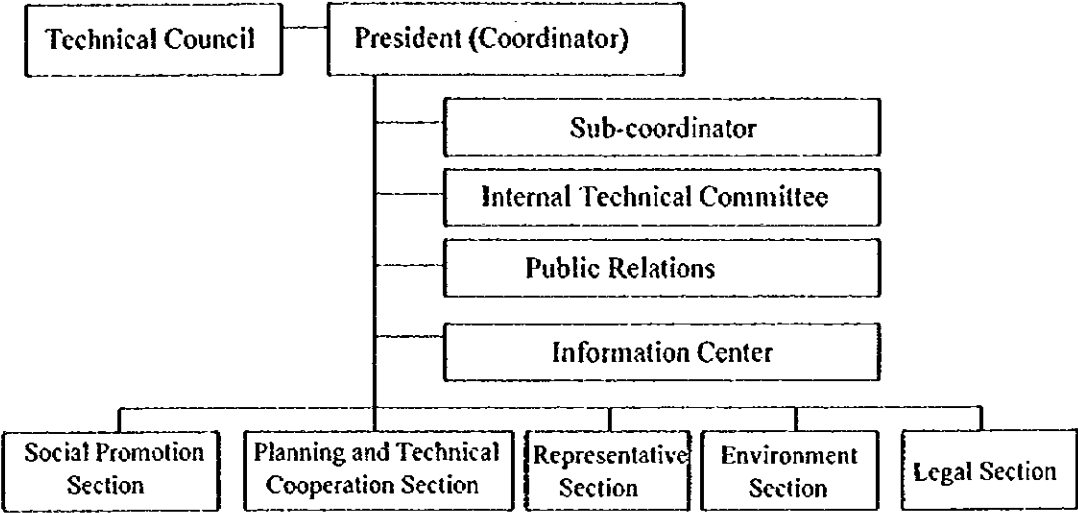 Technical Council
President (Coordinator)
Sub-coordinator
Internal Technical Committee
Public Relations
Information Center
Social Promotion
Section
Planning and Technical
Cooperation Section
Representative
Section
Environment
Section
Legal Section